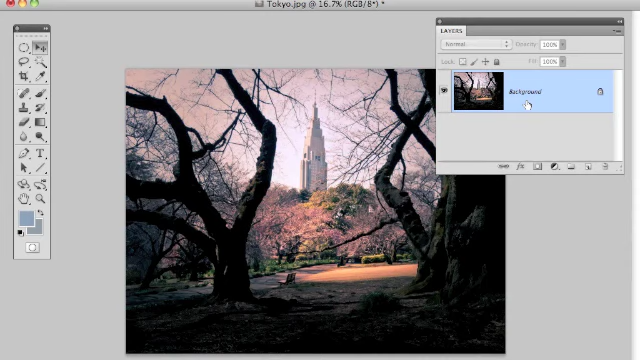 Tokyo.jpg @ 16.7% (RGB/8*) *
LAYERS
Normal
Opacity: 100%
Lock:
Fill: 100%
Background